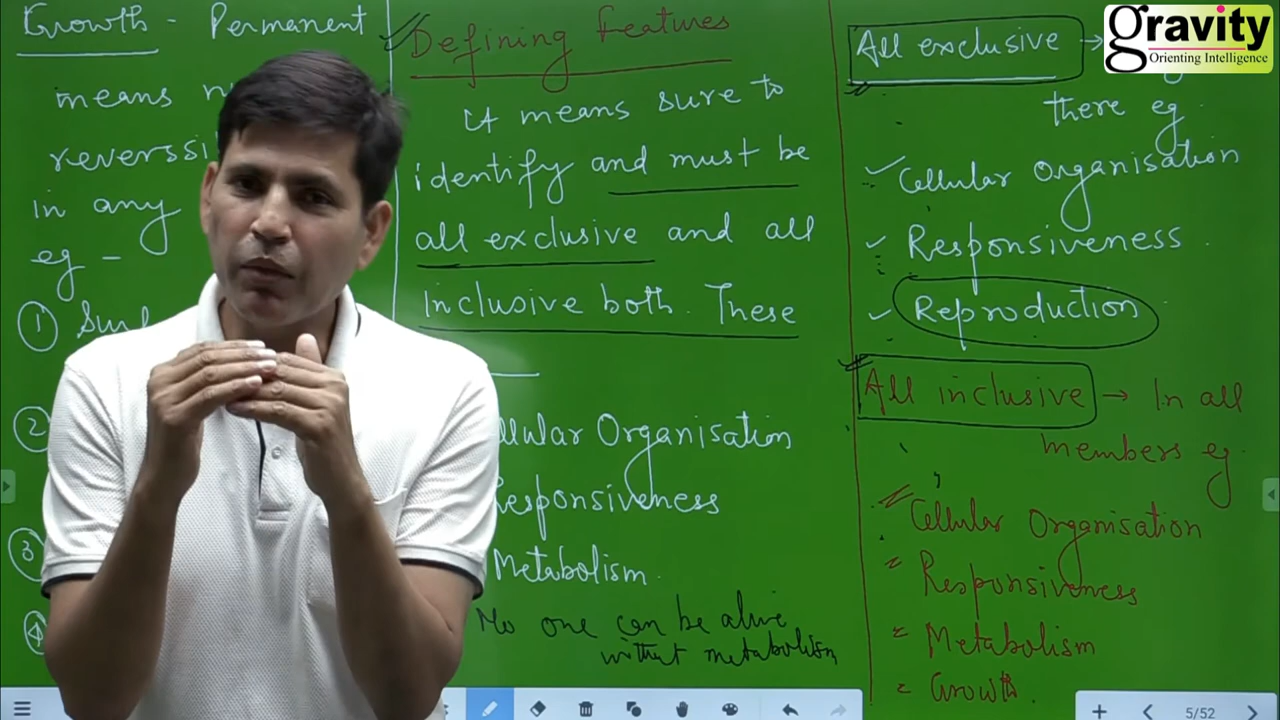 Growth - Permanent
means
reverssi
in any
eg -
①
②
③
④
Defining Features
It means sure to
identify and must be
all exclusive and all
Inclusive both. These
llular Organisation
Responsiveness
Metabolism
No one can be alive
without metabolism
All exclusive →
there eg.
Cellular Organisation
Responsiveness.
Reproduction
All inclusive → In all
members eg.
Cellular Organisation
Responsiveness
Metabolism
Growth.
gravity
Orienting Intelligence
5/52